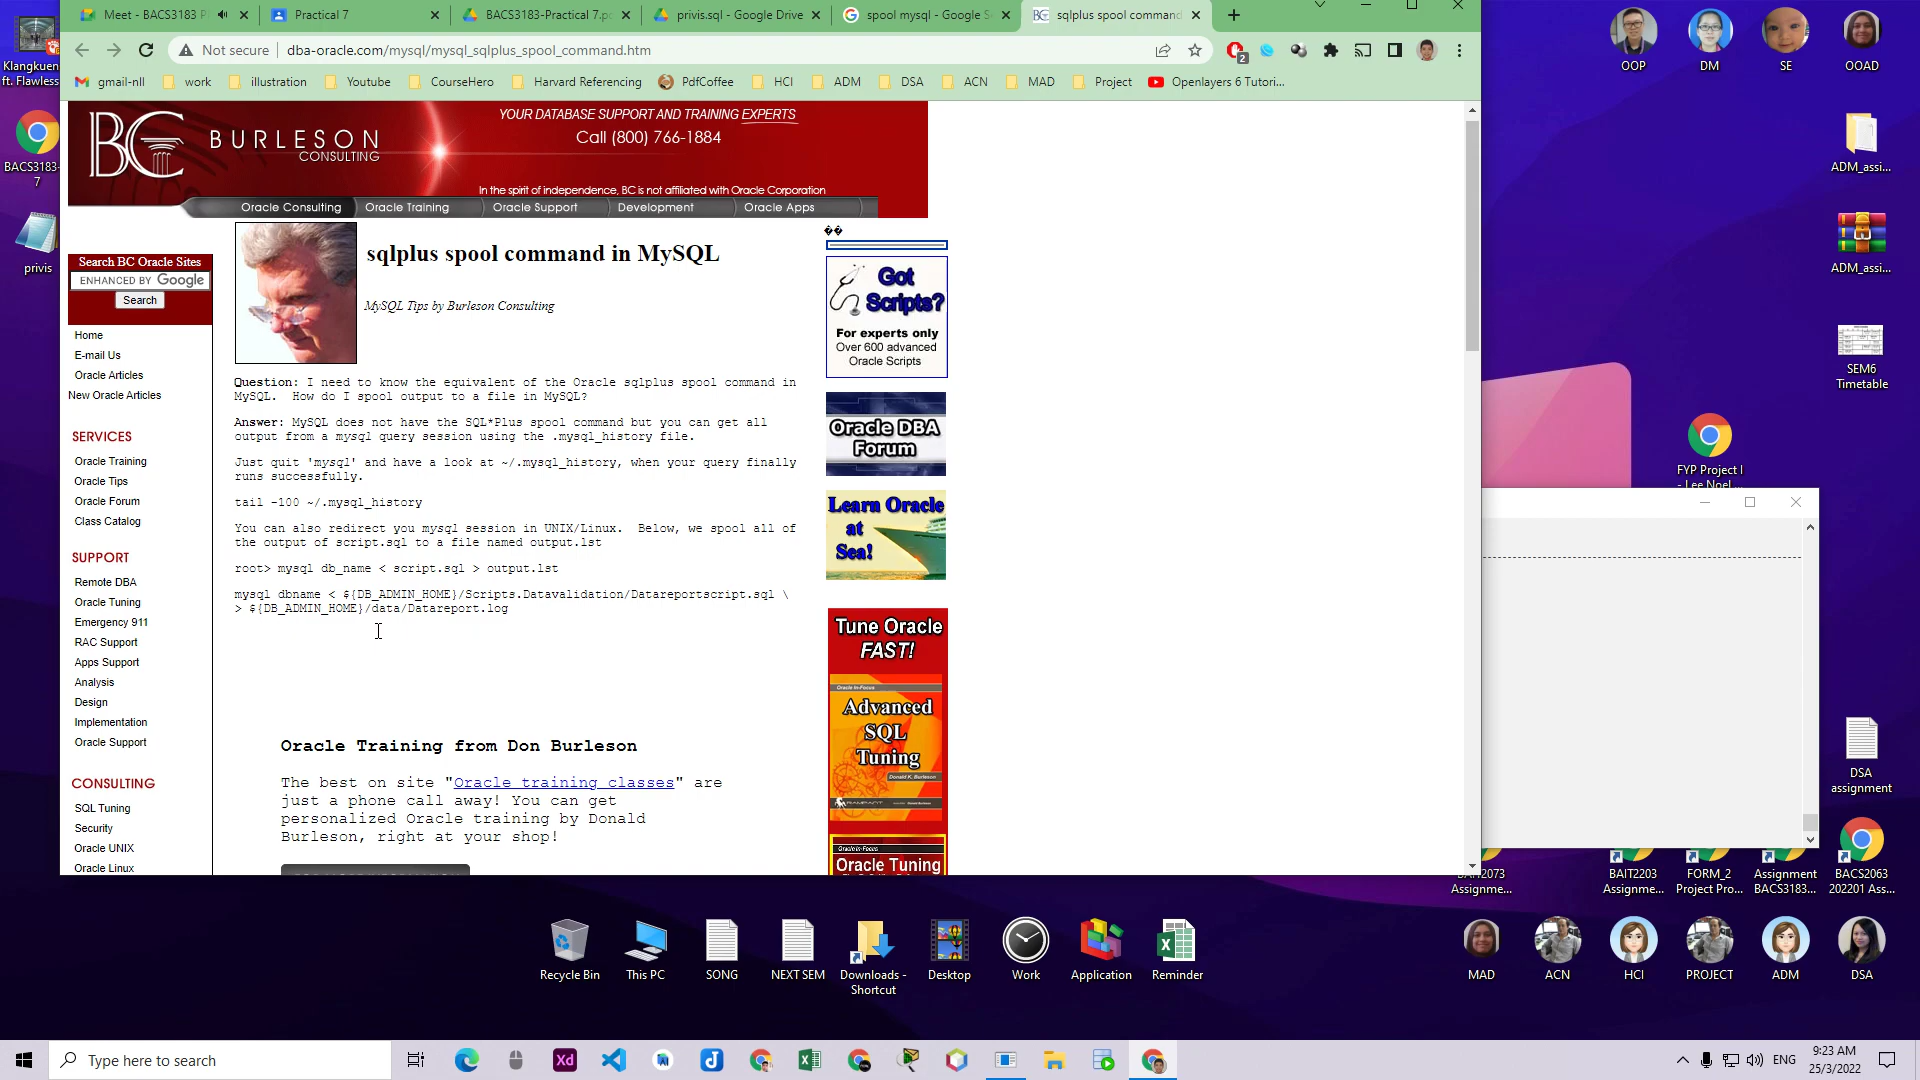 Meet - BACS3183 P
Practical 7
BACS3183-Practical 7.pd
privis.sql - Google Drive
spool mysql - Google S
sqlplus spool command
Not secure
dba-oracle.com/mysql/mysql_sqlplus_spool_command.htm
2
gmail-nll
work
illustration
Youtube
CourseHero
Harvard Referencing
PdfCoffee
HCI
ADM
DSA
ACN
MAD
Project
Openlayers 6 Tutori...
BC
BURLESON
CONSULTING
YOUR DATABASE SUPPORT AND TRAINING EXPERTS
Call (800) 766-1884
In the spirit of independence, BC is not affiliated with Oracle Corporation
Oracle Consulting
Oracle Training
Oracle Support
Development
Oracle Apps
Search BC Oracle Sites
ENHANCED BY Google
Search
Home
E-mail Us
Oracle Articles
New Oracle Articles
SERVICES
Oracle Training
Oracle Tips
Oracle Forum
Class Catalog
SUPPORT
Remote DBA
Oracle Tuning
Emergency 911
RAC Support
Apps Support
Analysis
Design
Implementation
Oracle Support
CONSULTING
SQL Tuning
Security
Oracle UNIX
Oracle Linux
sqlplus spool command in MySQL
MySQL Tips by Burleson Consulting
Question: I need to know the equivalent of the Oracle sqlplus spool command in
MySQL. How do I spool output to a file in MySQL?
Answer: MySQL does not have the SQL*Plus spool command but you can get all
output from a mysql query session using the .mysql_history file.
Just quit 'mysql' and have a look at ~/.mysql_history, when your query finally
runs successfully.
tail -100 ~/.mysql_history
You can also redirect you mysql session in UNIX/Linux. Below, we spool all of
the output of script.sql to a file named output.lst
root> mysql db_name < script.sql > output.lst
mysql dbname < ${DB_ADMIN_HOME}/Scripts.Datavalidation/Datareportscript.sql \
> ${DB_ADMIN_HOME}/data/Datareport.log
Oracle Training from Don Burleson
The best on site "Oracle training classes" are
just a phone call away! You can get
personalized Oracle training by Donald
Burleson, right at your shop!
��
Got
Scripts?
For experts only
Over 600 advanced
Oracle Scripts
Oracle DBA
Forum
Learn Oracle
at
Sea!
Tune Oracle
FAST!
Oracle In-Focus
Advanced
SQL
Tuning
Donald K. Burleson
RAMPANT
Oracle In-Focus
Oracle Tuning
Klangkuen
ft. Flawless
BACS3183-
7
privis
OOP
DM
SE
OOAD
ADM_assi...
ADM_assi...
SEM6
Timetable
FYP Project I
- Lee Noel ...
DSA
assignment
BAIT2073
Assignme...
BAIT2203
Assignme...
FORM_2
Project Pro...
Assignment
BACS3183...
BACS2063
202201 Ass...
Recycle Bin
This PC
SONG
NEXT SEM
Downloads -
Shortcut
Desktop
Work
Application
Reminder
MAD
ACN
HCI
PROJECT
ADM
DSA
Type here to search
Xd
ENG
9:23 AM
25/3/2022